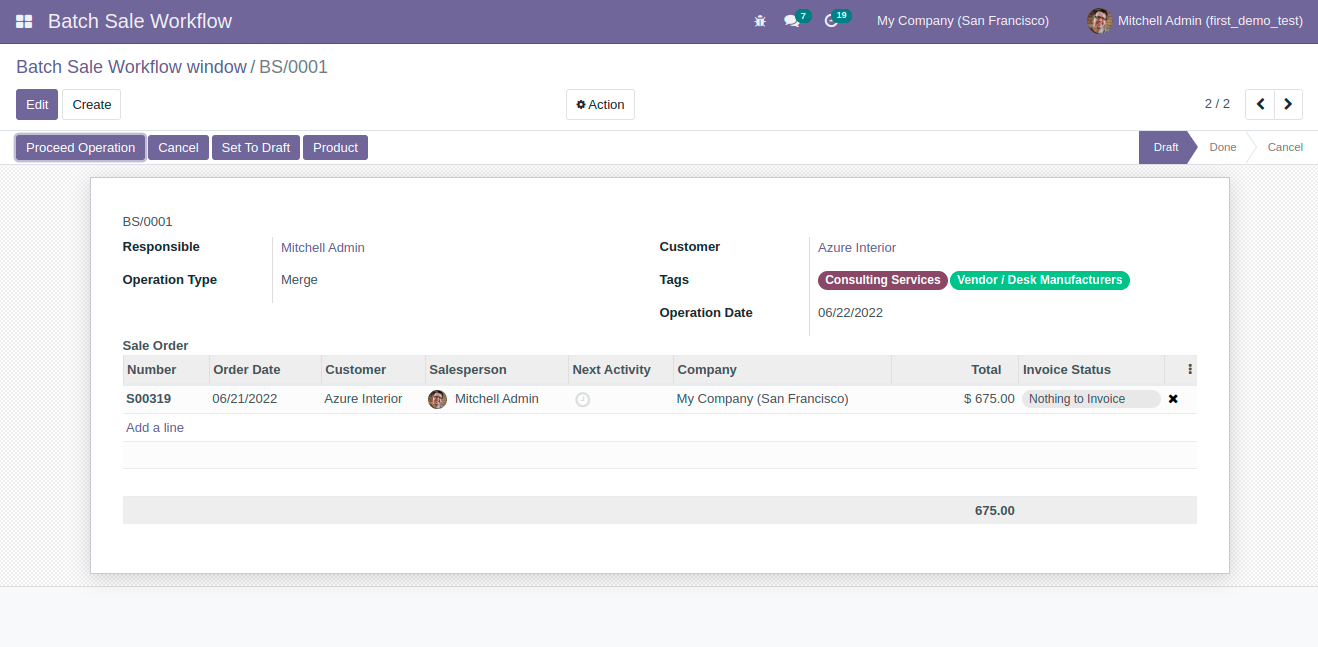 Batch Sale Workflow 7 19 My Company (San Francisco) Mitchell Admin (first_demo_test)
Batch Sale Workflow window / BS/0001
Edit Create Action 2 / 2
Proceed Operation Cancel Set To Draft Product Draft Done Cancel
BS/0001
Responsible Mitchell Admin Customer Azure Interior
Operation Type Merge Tags Consulting Services Vendor / Desk Manufacturers
Operation Date 06/22/2022
Sale Order
Number Order Date Customer Salesperson Next Activity Company Total Invoice Status
S00319 06/21/2022 Azure Interior Mitchell Admin My Company (San Francisco) $ 675.00 Nothing to Invoice
Add a line
675.00